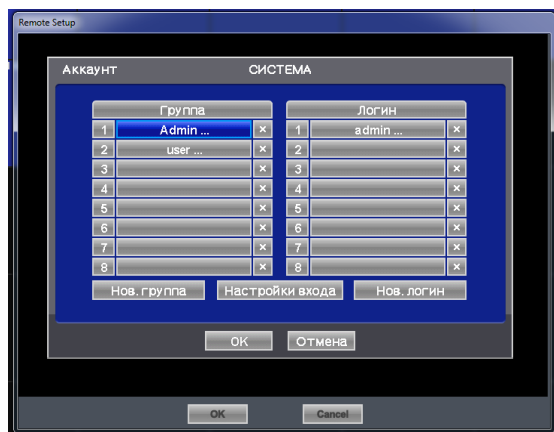 Remote Setup
Аккаунт СИСТЕМА
Группа Логин
1 Admin ... × 1 admin ... ×
2 user ... × 2 ×
3 × 3 ×
4 × 4 ×
5 × 5 ×
6 × 6 ×
7 × 7 ×
8 × 8 ×
Нов. группа Настройки входа Нов. логин
OK Отмена
OK Cancel